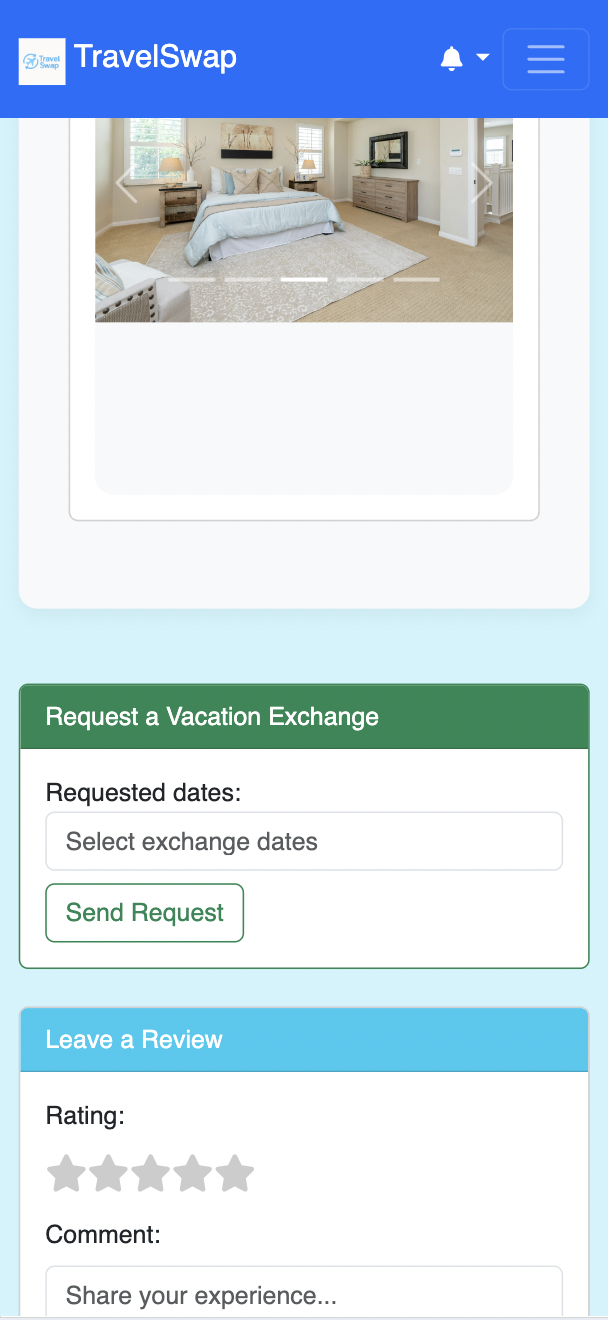 Travel
Swap
TravelSwap
Request a Vacation Exchange
Requested dates:
Select exchange dates
Send Request
Leave a Review
Rating:
Comment:
Share your experience...